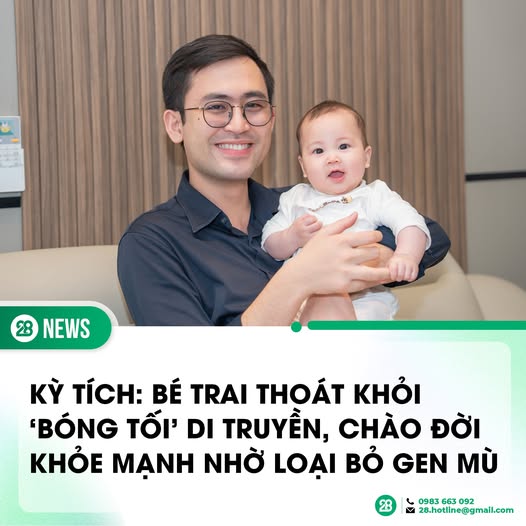 28 NEWS
KỲ TÍCH: BÉ TRAI THOÁT KHỎI
‘BÓNG TỐI’ DI TRUYỀN, CHÀO ĐỜI
KHỎE MẠNH NHỜ LOẠI BỎ GEN MÙ
28
0983 663 092
28.hotline@gmail.com